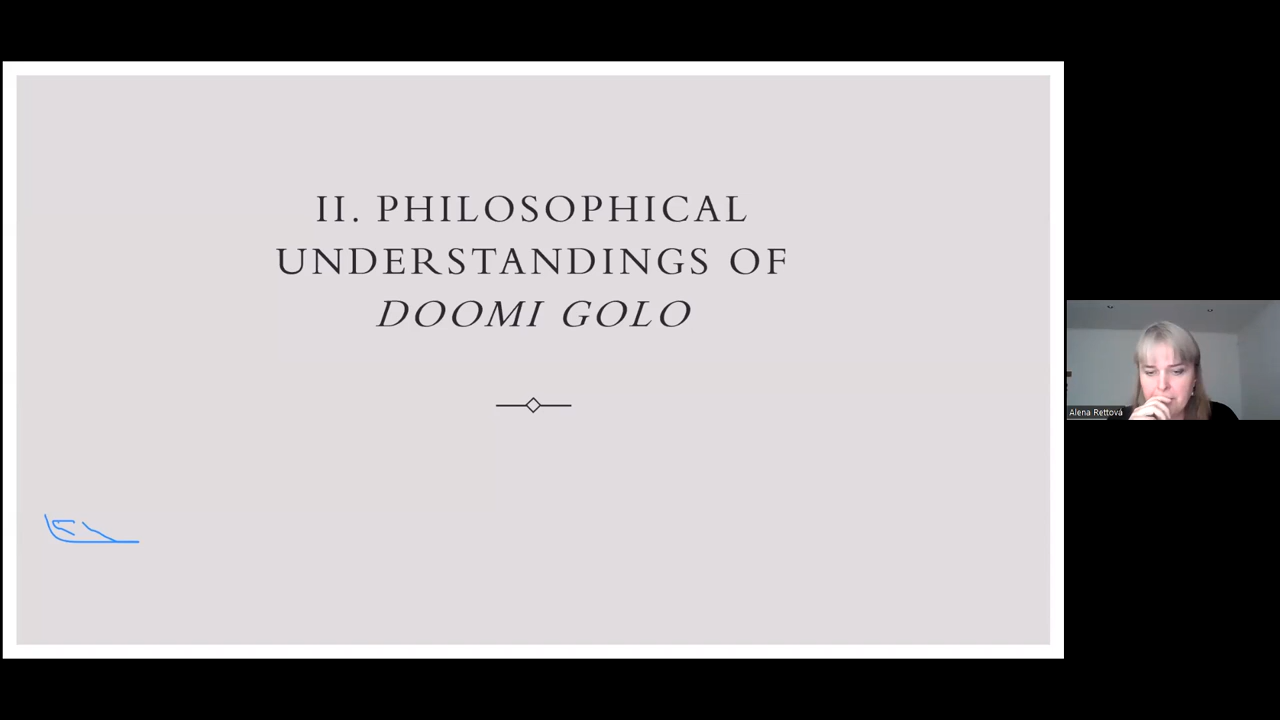 II. PHILOSOPHICAL
UNDERSTANDINGS OF
DOOMI GOLO
Alena Rettová